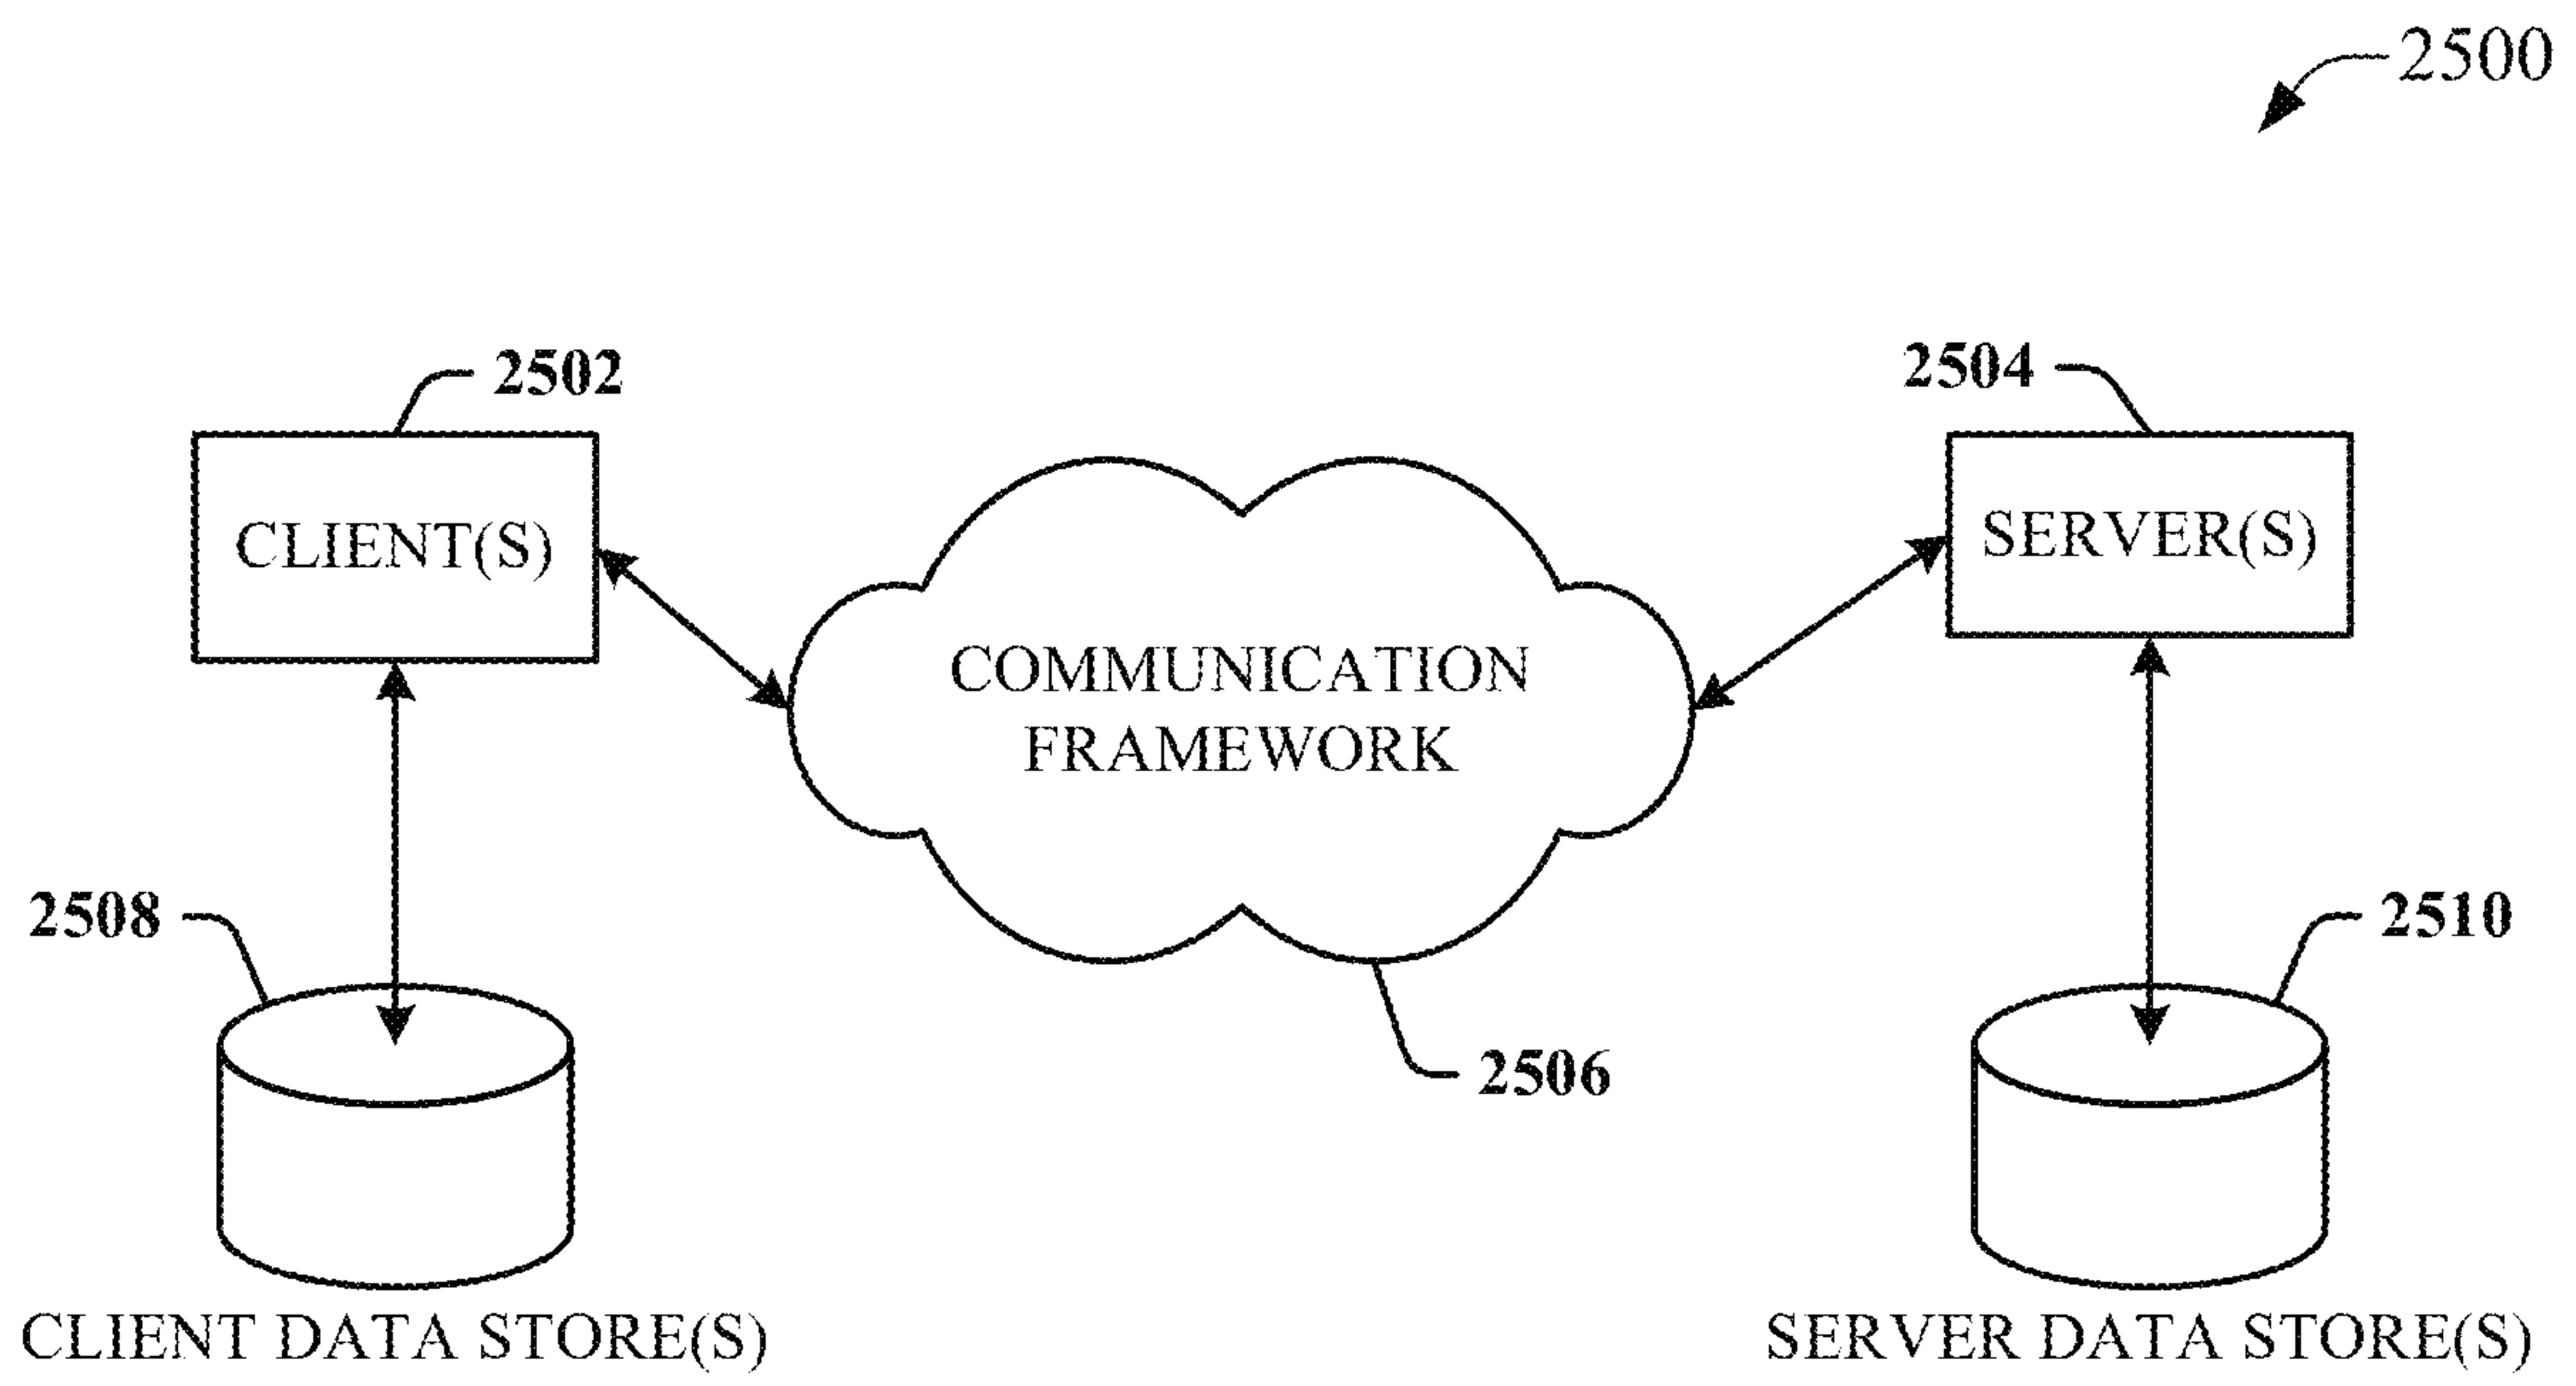 2500
2502
2504
CLIENT(S)
SERVER(S)
COMMUNICATION
FRAMEWORK
2508
2510
2506
CLIENT DATA STORE(S)
SERVER DATA STORE(S)